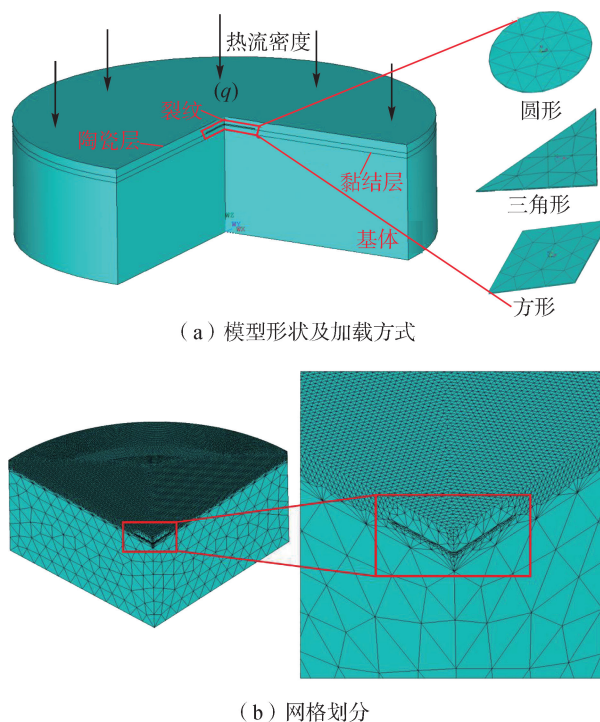 热流密度
(q)
裂纹
陶瓷层
黏结层
基体
圆形
三角形
方形
（a）模型形状及加载方式
（b）网格划分